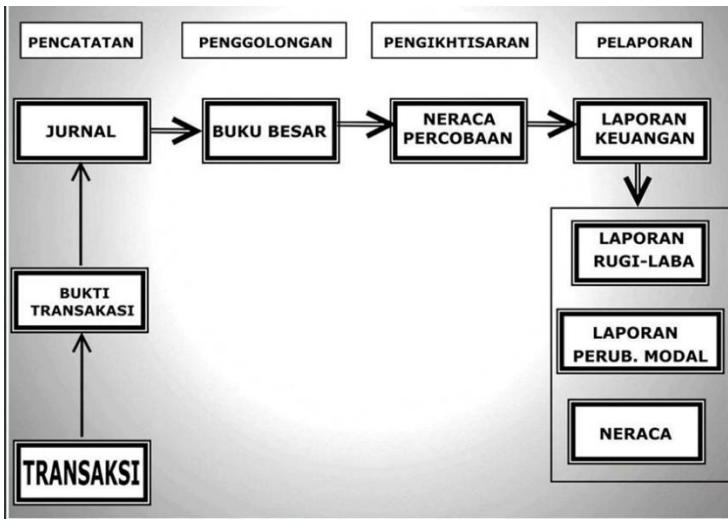 PENCATATAN
PENGGOLONGAN
PENGIKHTISARAN
PELAPORAN
JURNAL
BUKU BESAR
NERACA
PERCOBAAN
LAPORAN
KEUANGAN
LAPORAN
RUGI-LABA
BUKTI
TRANSAKASI
LAPORAN
PERUB. MODAL
NERACA
TRANSAKSI